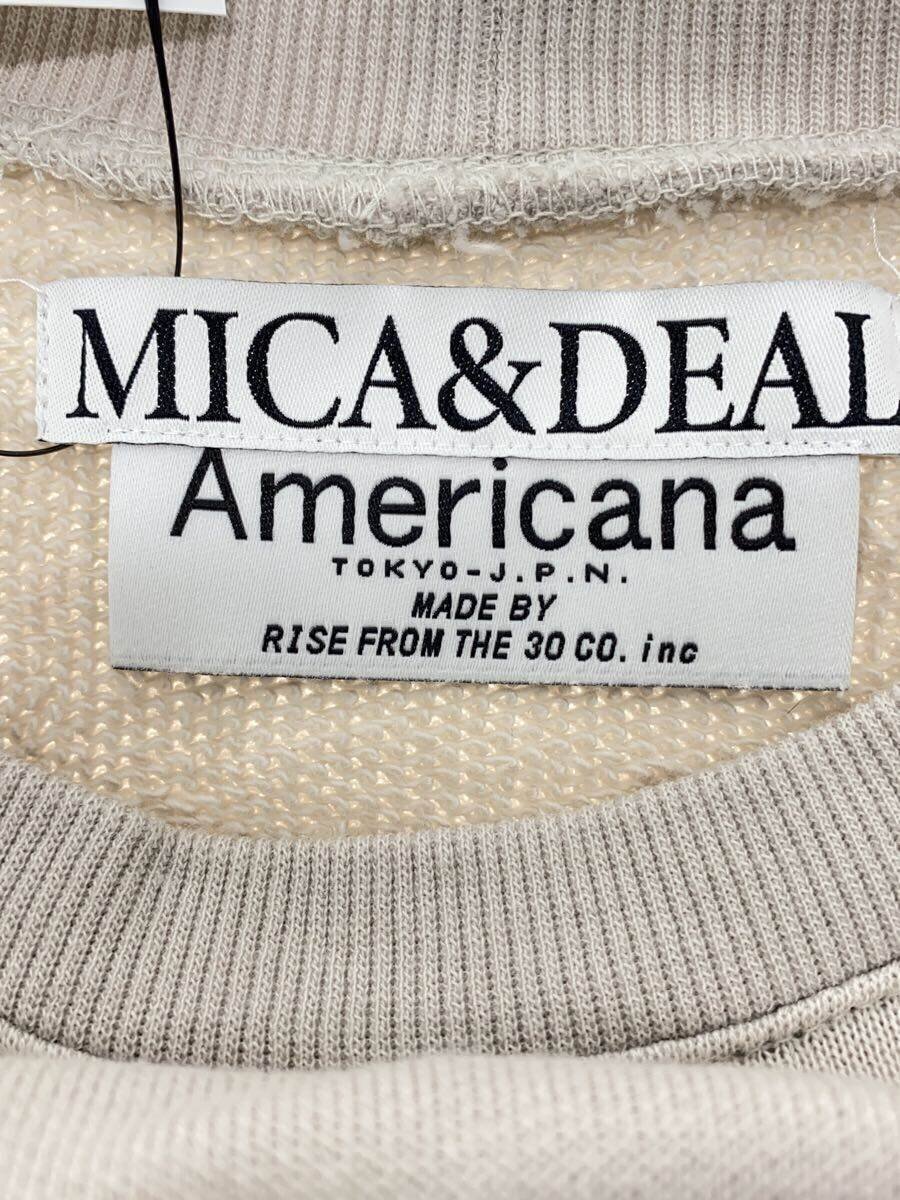 MICA&DEAL
Americana
TOKYO-J.P.N.
MADE BY
RISE FROM THE 30 CO. inc